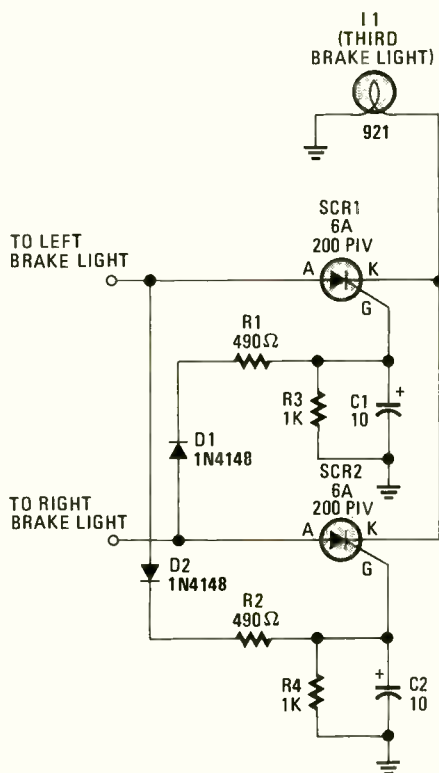 I 1
(THIRD
BRAKE LIGHT)
921
SCR1
6A
200 PIV
TO LEFT
BRAKE LIGHT
A
K
G
R1
490Ω
R3
1K
C1
10
+
D1
1N4148
SCR2
6A
200 PIV
TO RIGHT
BRAKE LIGHT
A
K
G
D2
1N4148
R2
490Ω
R4
1K
+
C2
10